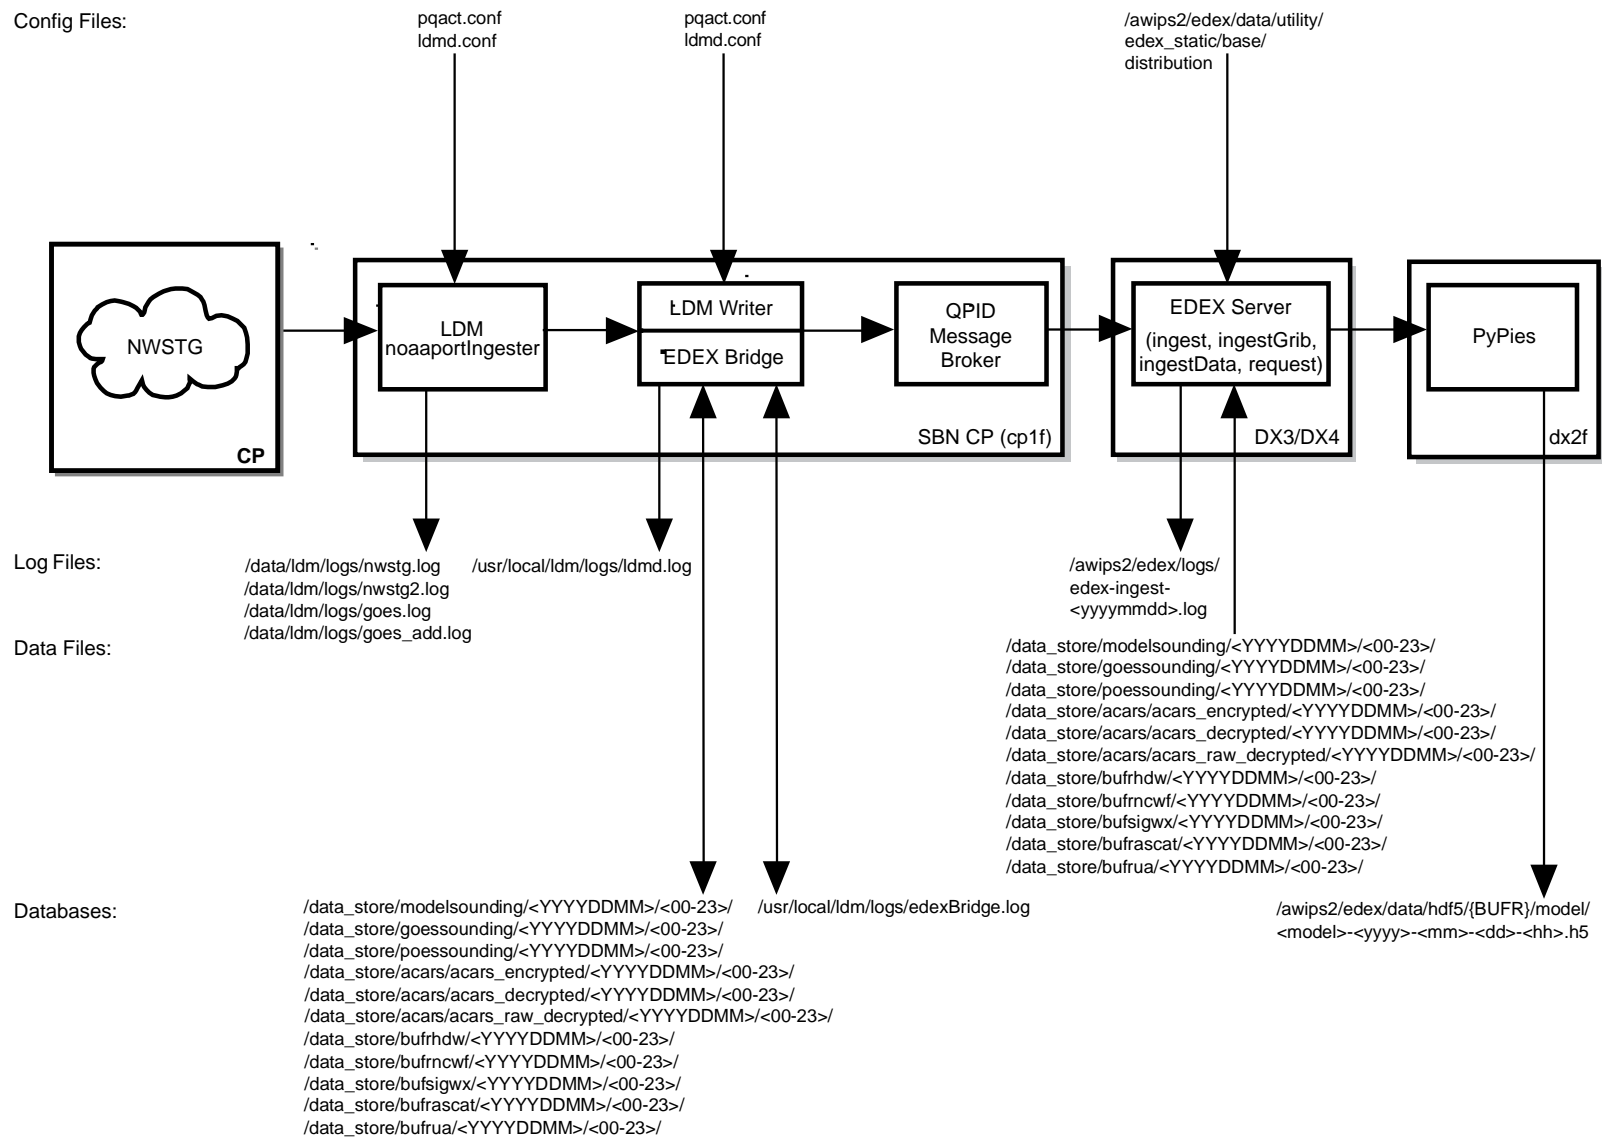 Config Files:
pqact.conf
ldmd.conf
pqact.conf
ldmd.conf
/awips2/edex/data/utility/
edex_static/base/
distribution
NWSTG
CP
LDM
noaaportIngester
LDM Writer
EDEX Bridge
QPID
Message
Broker
SBN CP (cp1f)
EDEX Server
(ingest, ingestGrib,
ingestData, request)
DX3/DX4
PyPies
dx2f
Log Files:
/data/ldm/logs/nwstg.log
/data/ldm/logs/nwstg2.log
/data/ldm/logs/goes.log
/data/ldm/logs/goes_add.log
/usr/local/ldm/logs/ldmd.log
/awips2/edex/logs/
edex-ingest-
<yyyymmdd>.log
Data Files:
/data_store/modelsounding/<YYYYDDMM>/<00-23>/
/data_store/goessounding/<YYYYDDMM>/<00-23>/
/data_store/poessounding/<YYYYDDMM>/<00-23>/
/data_store/acars/acars_encrypted/<YYYYDDMM>/<00-23>/
/data_store/acars/acars_decrypted/<YYYYDDMM>/<00-23>/
/data_store/acars/acars_raw_decrypted/<YYYYDDMM>/<00-23>/
/data_store/bufrhdw/<YYYYDDMM>/<00-23>/
/data_store/bufrncwf/<YYYYDDMM>/<00-23>/
/data_store/bufsigwx/<YYYYDDMM>/<00-23>/
/data_store/bufrascat/<YYYYDDMM>/<00-23>/
/data_store/bufrua/<YYYYDDMM>/<00-23>/
Databases:
/data_store/modelsounding/<YYYYDDMM>/<00-23>/
/data_store/goessounding/<YYYYDDMM>/<00-23>/
/data_store/poessounding/<YYYYDDMM>/<00-23>/
/data_store/acars/acars_encrypted/<YYYYDDMM>/<00-23>/
/data_store/acars/acars_decrypted/<YYYYDDMM>/<00-23>/
/data_store/acars/acars_raw_decrypted/<YYYYDDMM>/<00-23>/
/data_store/bufrhdw/<YYYYDDMM>/<00-23>/
/data_store/bufrncwf/<YYYYDDMM>/<00-23>/
/data_store/bufsigwx/<YYYYDDMM>/<00-23>/
/data_store/bufrascat/<YYYYDDMM>/<00-23>/
/data_store/bufrua/<YYYYDDMM>/<00-23>/
/usr/local/ldm/logs/edexBridge.log
/awips2/edex/data/hdf5/{BUFR}/model/
<model>-<yyyy>-<mm>-<dd>-<hh>.h5